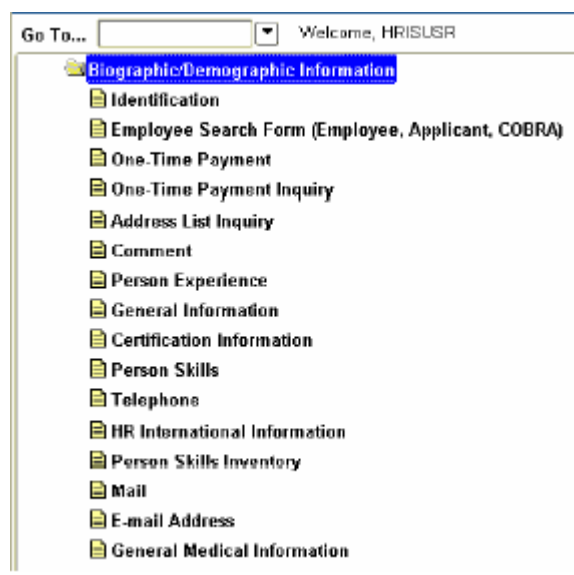 Go To... Welcome, HRISUSR
Biographic/Demographic Information
Identification
Employee Search Form (Employee, Applicant, COBRA)
One-Time Payment
One-Time Payment Inquiry
Address List Inquiry
Comment
Person Experience
General Information
Certification Information
Person Skills
Telephone
HR International Information
Person Skills Inventory
Mail
E-mail Address
General Medical Information